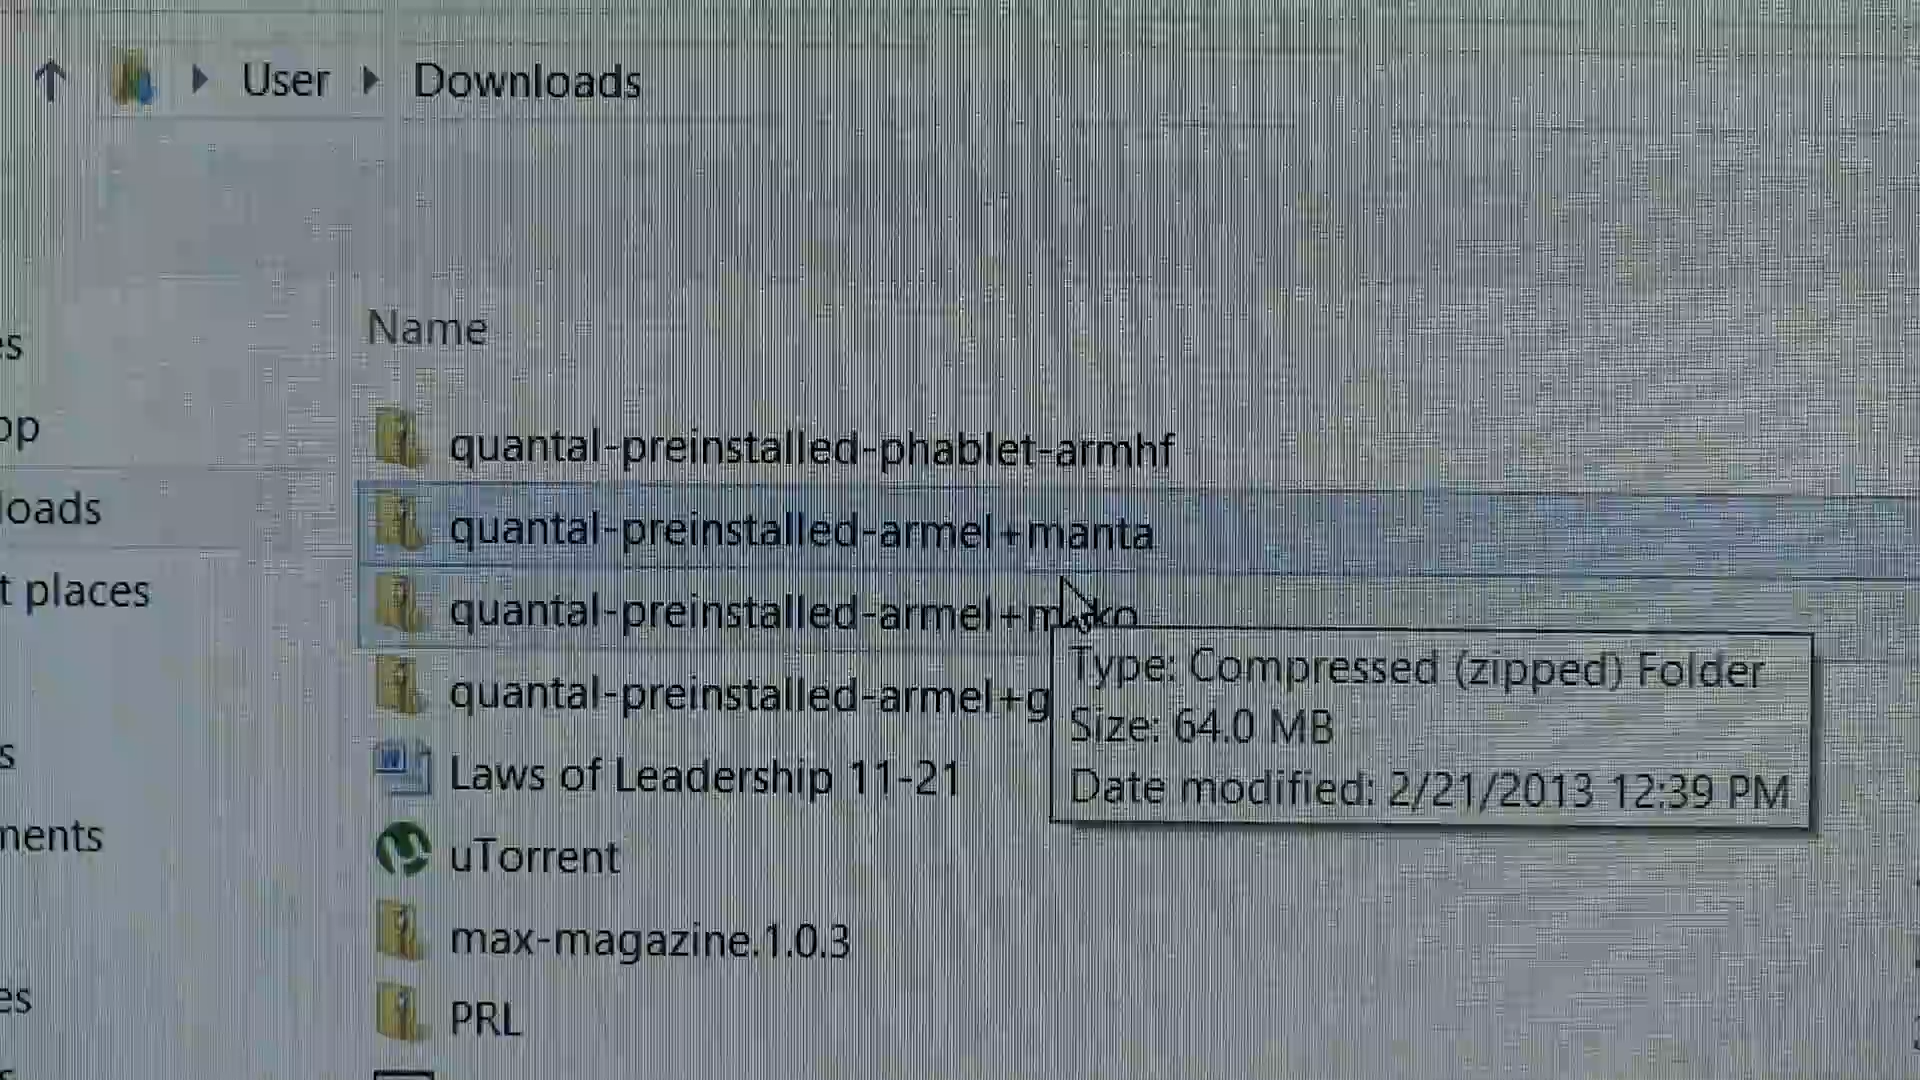 User Downloads
Name
quantal-preinstalled-phablet-armhf
quantal-preinstalled-armel+manta
quantal-preinstalled-armel+mako
quantal-preinstalled-armel+g
Type: Compressed (zipped) Folder
Size: 64.0 MB
Date modified: 2/21/2013 12:39 PM
Laws of Leadership 11-21
uTorrent
max-magazine.1.0.3
PRL
es
op
loads
t places
s
ments
es